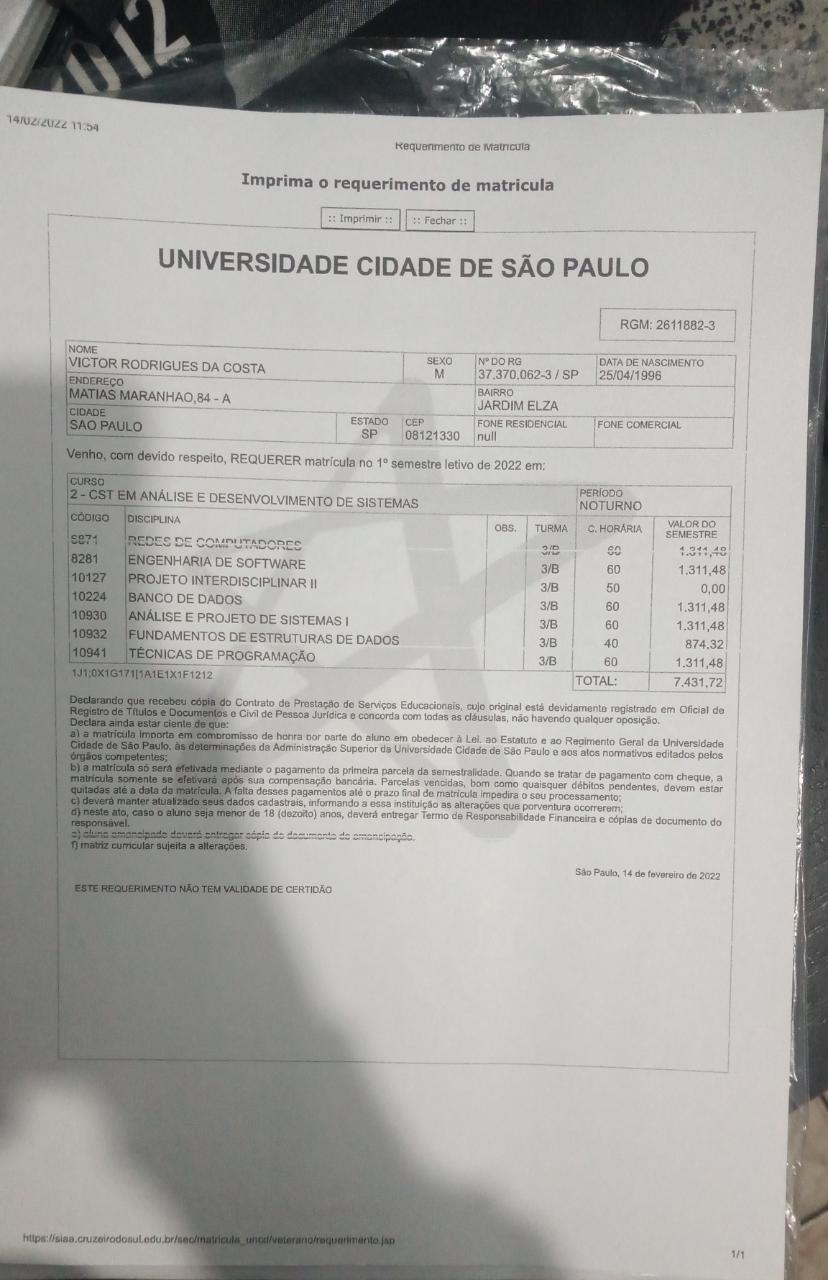 012
14/02/2022 11:54
Requerimento de Matrícula
Imprima o requerimento de matricula
:: Imprimir :: :: Fechar ::
UNIVERSIDADE CIDADE DE SÃO PAULO
RGM: 2611882-3
NOME SEXO Nº DO RG DATA DE NASCIMENTO
VICTOR RODRIGUES DA COSTA M 37.370.062-3 / SP 25/04/1996
ENDEREÇO BAIRRO
MATIAS MARANHAO,84 - A JARDIM ELZA
CIDADE ESTADO CEP FONE RESIDENCIAL FONE COMERCIAL
SAO PAULO SP 08121330 null
Venho, com devido respeito, REQUERER matrícula no 1º semestre letivo de 2022 em:
CURSO PERÍODO
2 - CST EM ANÁLISE E DESENVOLVIMENTO DE SISTEMAS NOTURNO
CÓDIGO DISCIPLINA OBS. TURMA C. HORÁRIA VALOR DO SEMESTRE
REDES DE COMPUTADORES 3/B 60 1.311,48
8281 ENGENHARIA DE SOFTWARE 3/B 60 1.311,48
10127 PROJETO INTERDISCIPLINAR II 3/B 50 0,00
10224 BANCO DE DADOS 3/B 60 1.311,48
10930 ANÁLISE E PROJETO DE SISTEMAS I 3/B 60 1.311,48
10932 FUNDAMENTOS DE ESTRUTURAS DE DADOS 3/B 40 874,32
10941 TÉCNICAS DE PROGRAMAÇÃO 3/B 60 1.311,48
1J1;0X1G171[1A1E1X1F1212 TOTAL: 7.431,72
Declarando que recebeu cópia do Contrato de Prestação de Serviços Educacionais, cujo original está devidamente registrado em Oficial de
Registro de Títulos e Documentos e Civil de Pessoa Jurídica e concorda com todas as cláusulas, não havendo qualquer oposição.
Declara ainda estar ciente de que:
a) a matrícula importa em compromisso de honra por parte do aluno em obedecer à Lei, ao Estatuto e ao Regimento Geral da Universidade
Cidade de São Paulo, às determinações da Administração Superior da Universidade Cidade de São Paulo e aos atos normativos editados pelos
órgãos competentes;
b) a matrícula só será efetivada mediante o pagamento da primeira parcela da semestralidade. Quando se tratar de pagamento com cheque, a
matrícula somente se efetivará após sua compensação bancária. Parcelas vencidas, bem como quaisquer débitos pendentes, devem estar
quitadas até a data da matrícula. A falta desses pagamentos até o prazo final de matrícula impedira o seu processamento;
c) deverá manter atualizado seus dados cadastrais, informando a essa instituição as alterações que porventura ocorrerem;
d) neste ato, caso o aluno seja menor de 18 (dezoito) anos, deverá entregar Termo de Responsabilidade Financeira e cópias de documento do
responsável.
e) aluno emancipado deverá entregar cópia do documento de emancipação.
f) matriz curricular sujeita a alterações.
São Paulo, 14 de fevereiro de 2022
ESTE REQUERIMENTO NÃO TEM VALIDADE DE CERTIDÃO
https://siaa.cruzeirodosul.edu.br/sec/matricula_uncd/veterano/requerimento.jsp
1/1